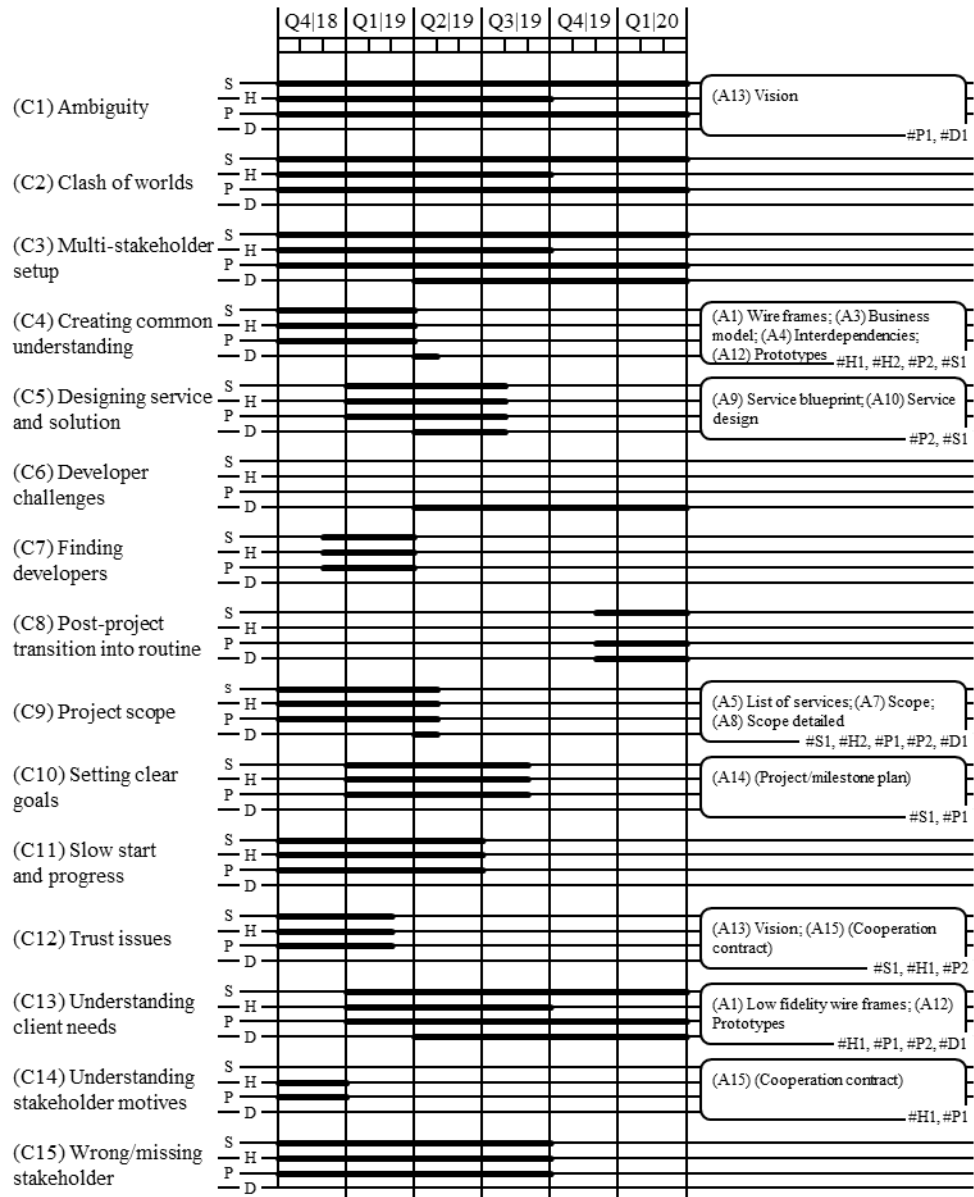 Q4|18 Q1|19 Q2|19 Q3|19 Q4|19 Q1|20
(C1) Ambiguity
S
H
P
D
(A13) Vision
#P1, #D1
(C2) Clash of worlds
S
H
P
D
(C3) Multi-stakeholder
setup
S
H
P
D
(C4) Creating common
understanding
S
H
P
D
(A1) Wire frames; (A3) Business
model; (A4) Interdependencies;
(A12) Prototypes
#H1, #H2, #P2, #S1
(C5) Designing service
and solution
S
H
P
D
(A9) Service blueprint; (A10) Service
design
#P2, #S1
(C6) Developer
challenges
S
H
P
D
(C7) Finding
developers
S
H
P
D
(C8) Post-project
transition into routine
S
H
P
D
(C9) Project scope
S
H
P
D
(A5) List of services; (A7) Scope;
(A8) Scope detailed
#S1, #H2, #P1, #P2, #D1
(C10) Setting clear
goals
S
H
P
D
(A14) (Project/milestone plan)
#S1, #P1
(C11) Slow start
and progress
S
H
P
D
(C12) Trust issues
S
H
P
D
(A13) Vision; (A15) (Cooperation
contract)
#S1, #H1, #P2
(C13) Understanding
client needs
S
H
P
D
(A1) Low fidelity wire frames; (A12)
Prototypes
#H1, #P1, #P2, #D1
(C14) Understanding
stakeholder motives
S
H
P
D
(A15) (Cooperation contract)
#H1, #P1
(C15) Wrong/missing
stakeholder
S
H
P
D